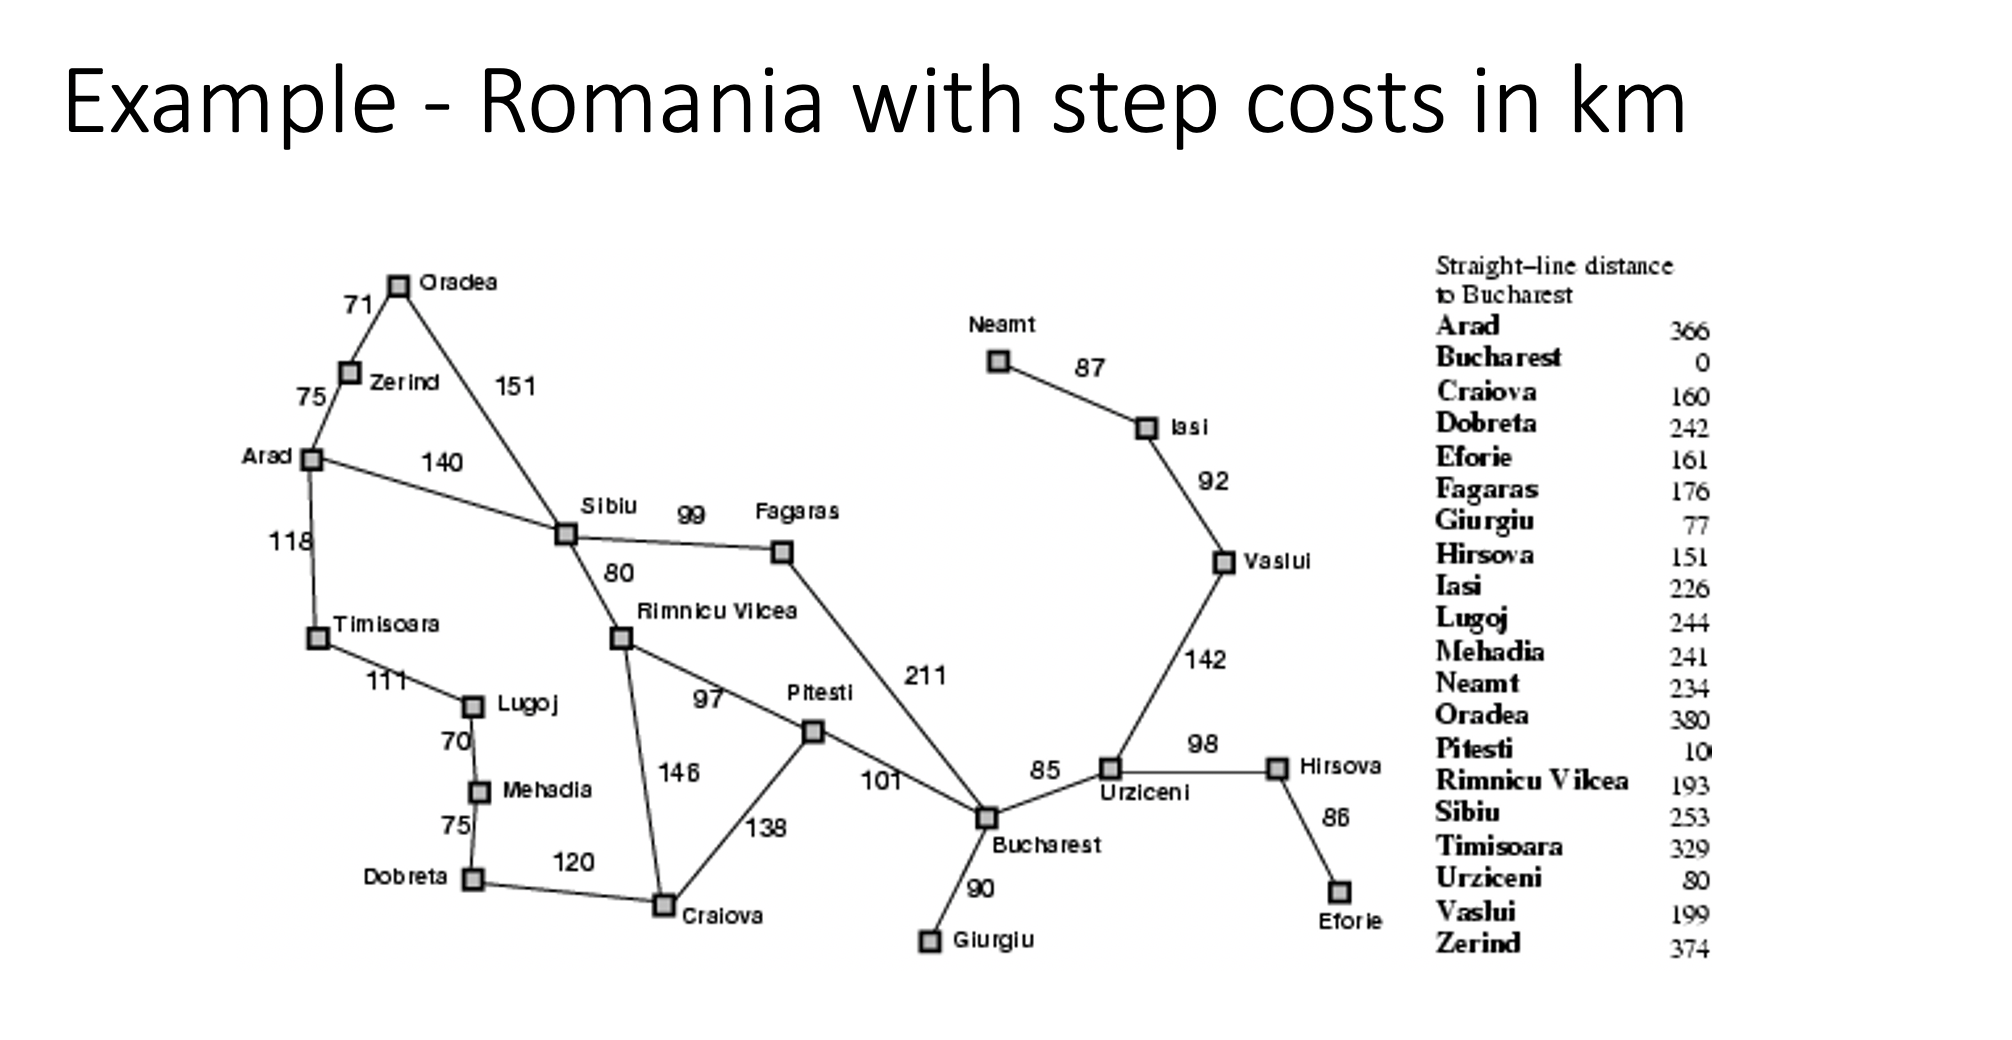 Example - Romania with step costs in km
Oradea
71
Zerind
151
75
Arad
140
Sibiu
99
Fagaras
118
80
Rimnicu Vilcea
Timisoara
111
Lugoj
97
Pitesti
211
70
Mehadia
146
101
75
138
120
Dobreta
Craiova
Neamt
87
Iasi
92
Vaslui
142
98
85
Hirsova
Urziceni
86
Bucharest
90
Eforie
Giurgiu
Straight–line distance
to Bucharest
Arad 366
Bucharest 0
Craiova 160
Dobreta 242
Eforie 161
Fagaras 176
Giurgiu 77
Hirsova 151
Iasi 226
Lugoj 244
Mehadia 241
Neamt 234
Oradea 380
Pitesti 10
Rimnicu Vilcea 193
Sibiu 253
Timisoara 329
Urziceni 80
Vaslui 199
Zerind 374